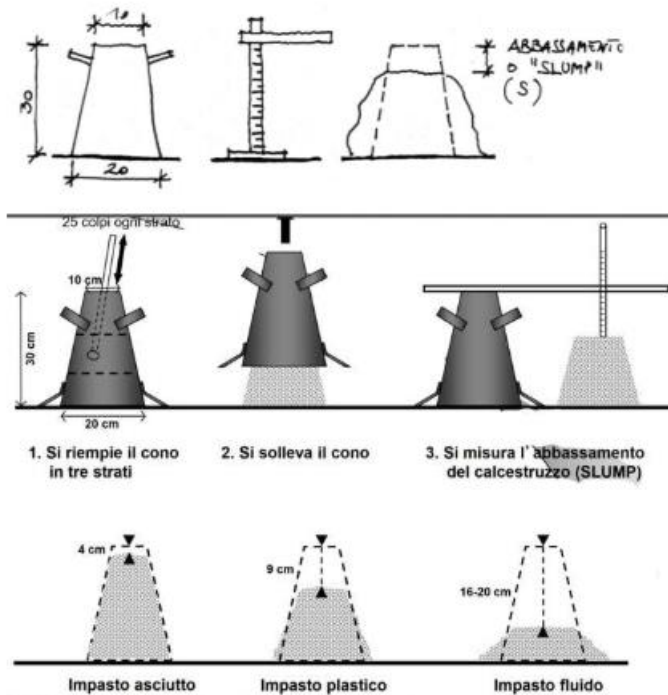 10
30
20
ABBASSAMENTO
O "SLUMP"
(S)
25 colpi ogni strato
10 cm
30 cm
20 cm
1. Si riempie il cono
in tre strati
2. Si solleva il cono
3. Si misura l'abbassamento
del calcestruzzo (SLUMP)
4 cm
9 cm
16-20 cm
Impasto asciutto
Impasto plastico
Impasto fluido